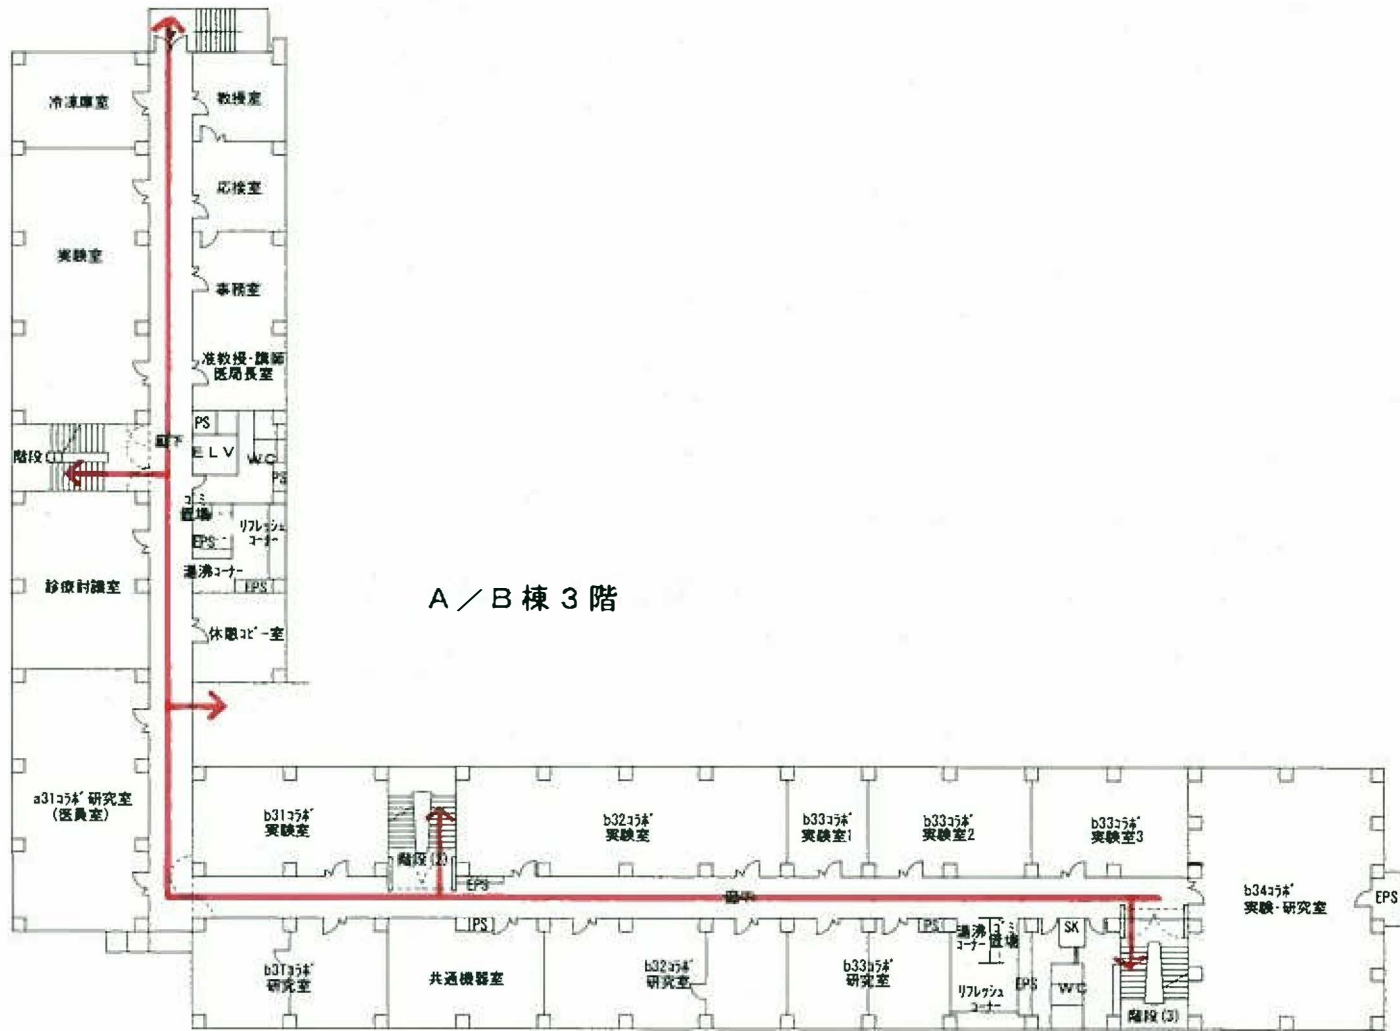 冷凍庫室
教授室
応接室
実験室
事務室
准教授・講師
医局長室
PS
廊下
ELV
WC
階段(1)
PS
ゴミ
置場
リフレッシュ
コーナー
EPS
湯沸コーナー
EPS
診療討議室
A/B棟3階
休憩コピー室
a31コラボ研究室
(医員室)
b31コラボ
実験室
階段(2)
b32コラボ
実験室
b33コラボ
実験室1
b33コラボ
実験室2
b33コラボ
実験室3
EPS
廊下
b34コラボ
実験・研究室
EPS
PS
PS
湯沸
コーナー
ゴミ
置場
SK
b31コラボ
研究室
共通機器室
b32コラボ
研究室
b33コラボ
研究室
リフレッシュ
コーナー
EPS
WC
階段(3)